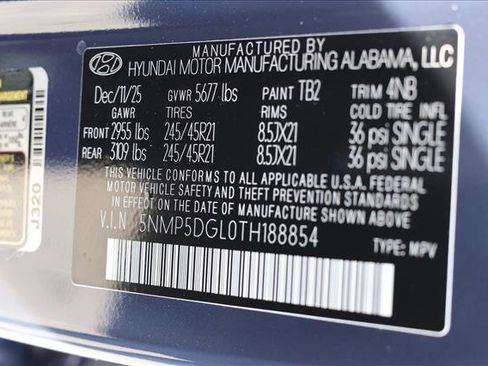 MANUFACTURED BY
HYUNDAI MOTOR MANUFACTURING ALABAMA, LLC
Dec/11/25 GVWR 5677 lbs PAINT TB2 TRIM 4NB
GAWR TIRES RIMS COLD TIRE INFL
FRONT 2955 lbs 245/45R21 8.5JX21 36 psi SINGLE
REAR 3109 lbs 245/45R21 8.5JX21 36 psi SINGLE
THIS VEHICLE CONFORMS TO ALL APPLICABLE U.S.A. FEDERAL
MOTOR VEHICLE SAFETY AND THEFT PREVENTION STANDARDS
IN EFFECT ON THE DATE OF MANUFACTURE SHOWN ABOVE.
V.I.N 5NMP5DGL0TH188854
TYPE: MPV
J320